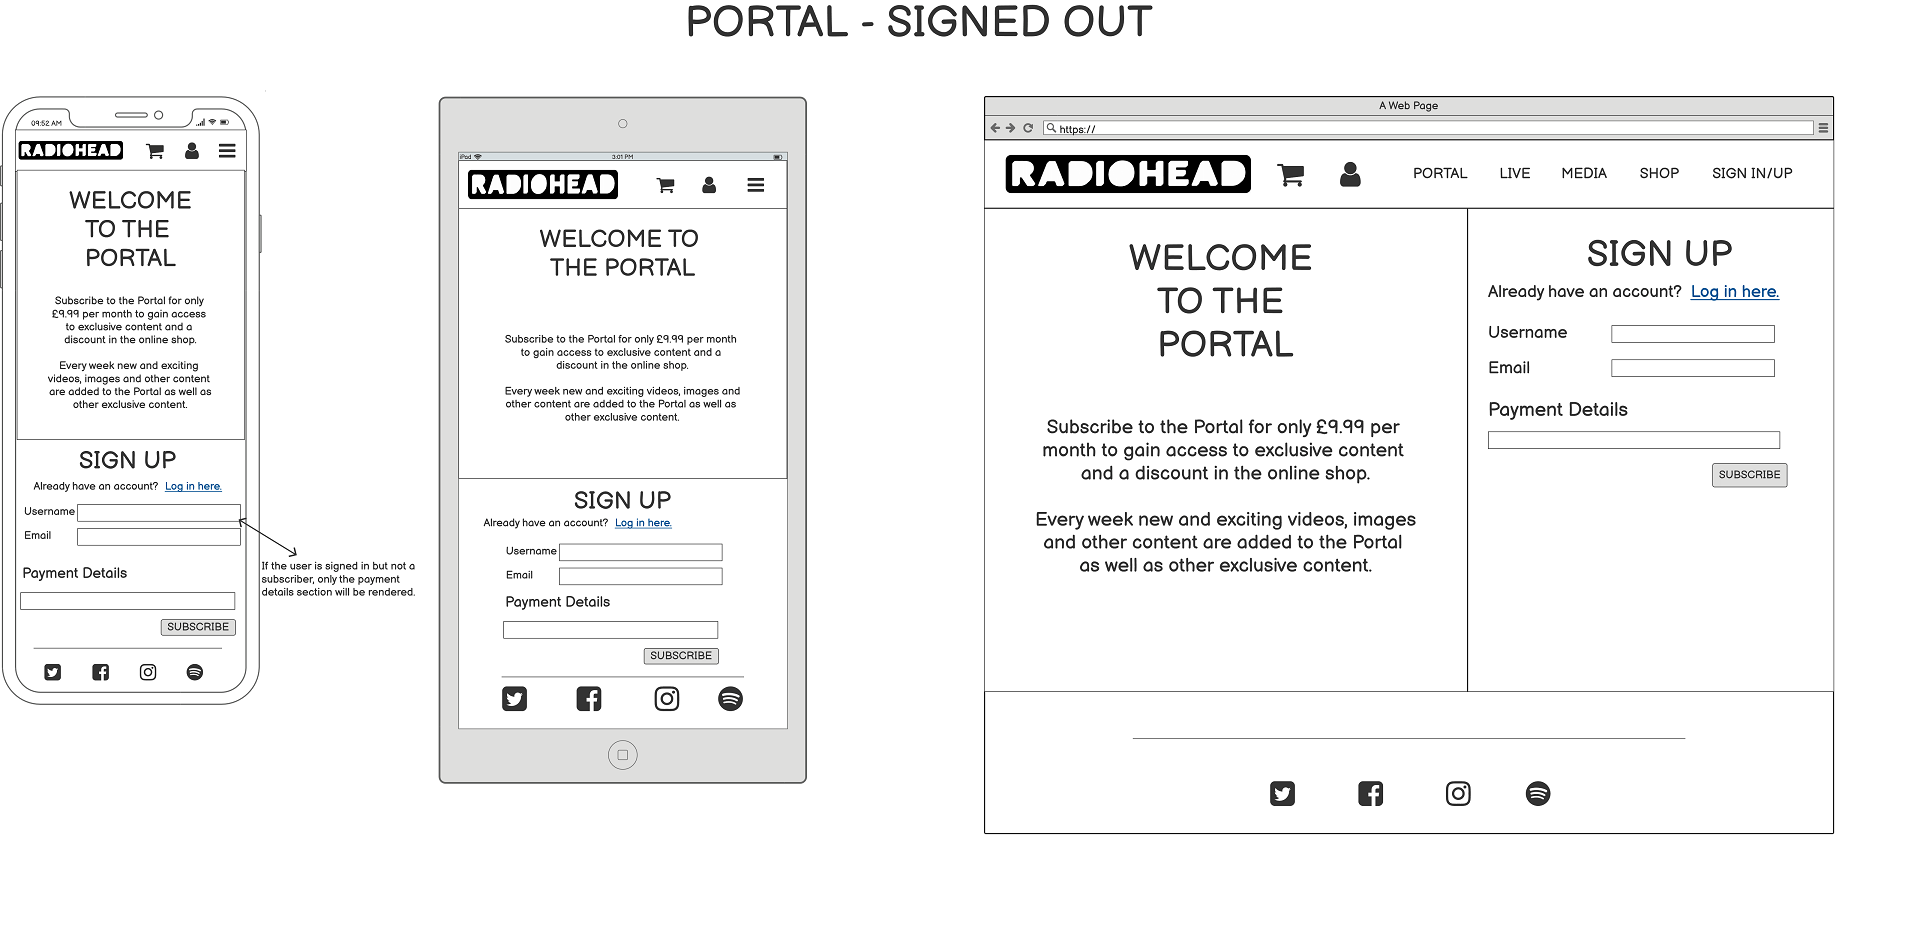 PORTAL - SIGNED OUT
09:52 AM
RADIOHEAD
WELCOME
TO THE
PORTAL
Subscribe to the Portal for only
£9.99 per month to gain access
to exclusive content and a
discount in the online shop.
Every week new and exciting
videos, images and other content
are added to the Portal as well as
other exclusive content.
SIGN UP
Already have an account? Log in here.
Username
Email
Payment Details
SUBSCRIBE
If the user is signed in but not a
subscriber, only the payment
details section will be rendered.
iPad 3:01 PM
RADIOHEAD
WELCOME TO
THE PORTAL
Subscribe to the Portal for only £9.99 per month
to gain access to exclusive content and a
discount in the online shop.
Every week new and exciting videos, images and
other content are added to the Portal as well as
other exclusive content.
SIGN UP
Already have an account? Log in here.
Username
Email
Payment Details
SUBSCRIBE
A Web Page
https://
RADIOHEAD PORTAL LIVE MEDIA SHOP SIGN IN/UP
WELCOME
TO THE
PORTAL
Subscribe to the Portal for only £9.99 per
month to gain access to exclusive content
and a discount in the online shop.
Every week new and exciting videos, images
and other content are added to the Portal
as well as other exclusive content.
SIGN UP
Already have an account? Log in here.
Username
Email
Payment Details
SUBSCRIBE